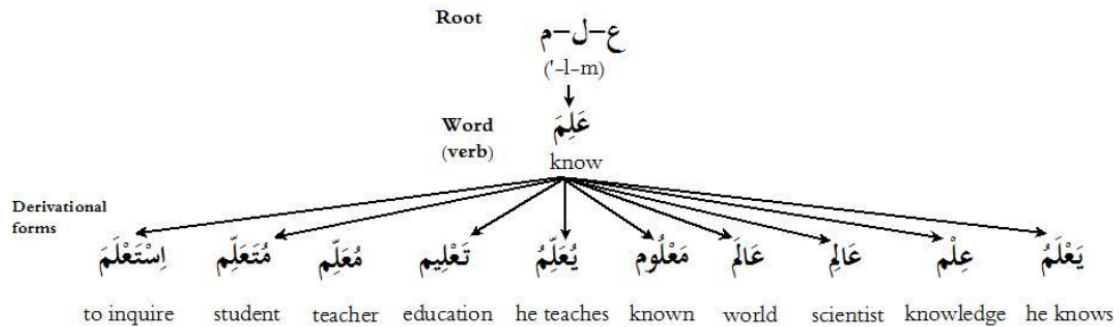 Root
ع-ل-م
('-l-m)
Word
(verb)
عَلِمَ
know
Derivational
forms
اِسْتَعْلَمَ مُتَعَلِّم مُعَلِّم تَعْلِيم يُعَلِّمُ مَعْلُوم عَالَم عَالِم عِلْم يَعْلَمُ
to inquire student teacher education he teaches known world scientist knowledge he knows